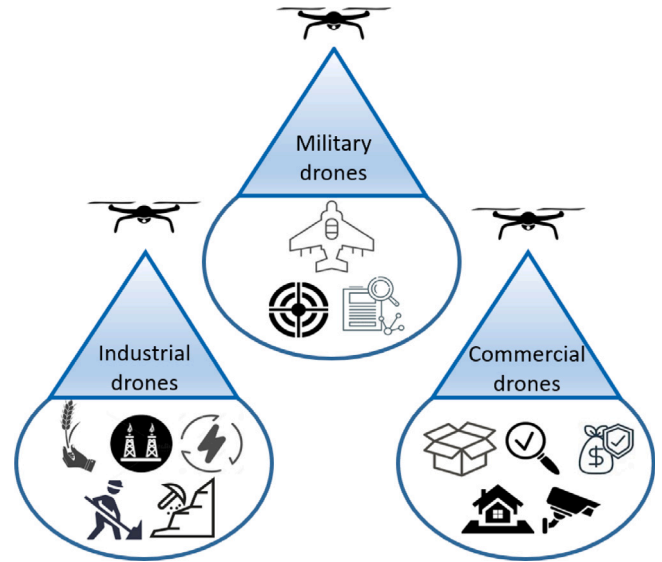 Military
drones
Industrial
drones
Commercial
drones
$